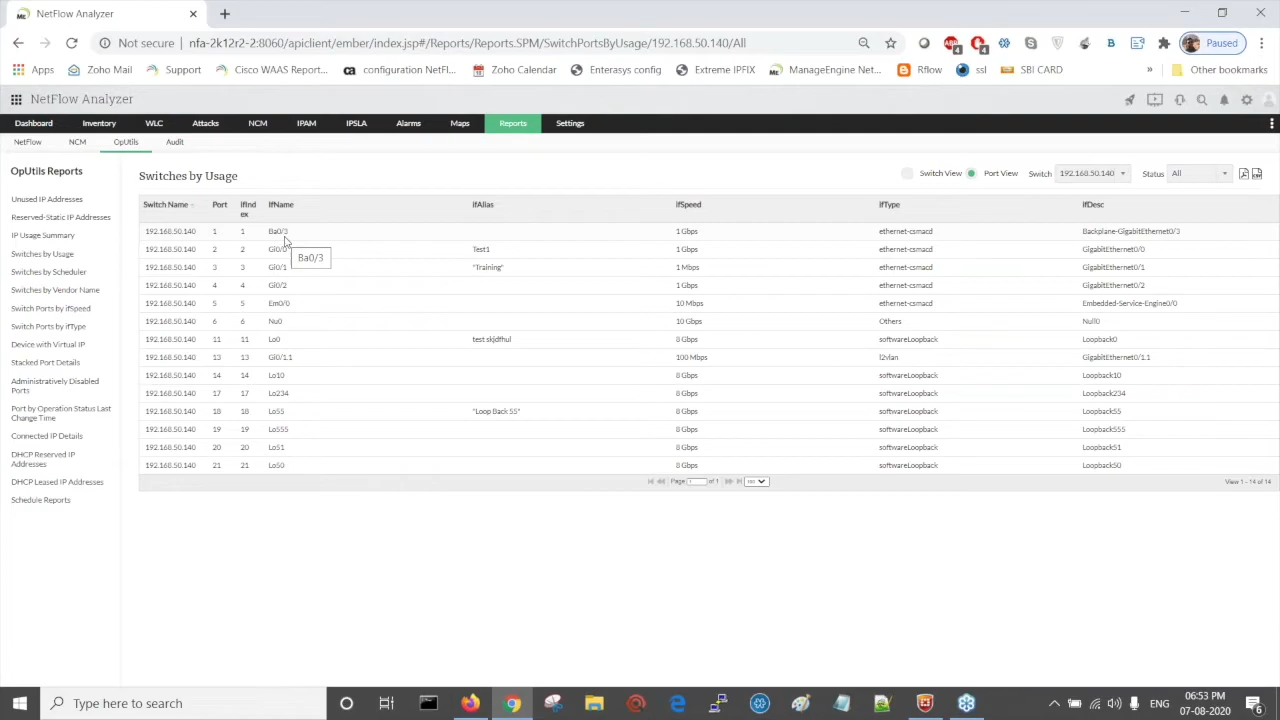 NetFlow Analyzer
Not secure | nfa-2k12r2-2:8060/apiclient/ember/index.jsp#/Reports/Reports.SPM/SwitchPortsByUsage/192.168.50.140/All
Paused
Apps Zoho Mail Support Cisco WAAS Report... configuration NetFl... Zoho Calendar Enterasys config Extreme IPFIX ManageEngine Net... Rflow ssl SBI CARD » Other bookmarks
NetFlow Analyzer
Dashboard Inventory WLC Attacks NCM IPAM IPSLA Alarms Maps Reports Settings
NetFlow NCM OpUtils Audit
OpUtils Reports
Unused IP Addresses
Reserved-Static IP Addresses
IP Usage Summary
Switches by Usage
Switches by Scheduler
Switches by Vendor Name
Switch Ports by ifSpeed
Switch Ports by ifType
Device with Virtual IP
Stacked Port Details
Administratively Disabled
Ports
Port by Operation Status Last
Change Time
Connected IP Details
DHCP Reserved IP
Addresses
DHCP Leased IP Addresses
Schedule Reports
Switches by Usage
Switch View Port View Switch 192.168.50.140 Status All
Switch Name Port ifIndex ifName ifAlias ifSpeed ifType ifDesc
192.168.50.140 1 1 Ba0/3 1 Gbps ethernet-csmacd Backplane-GigabitEthernet0/3
192.168.50.140 2 2 Gi0/0 Test1 1 Gbps ethernet-csmacd GigabitEthernet0/0
Ba0/3
192.168.50.140 3 3 Gi0/1 "Training" 1 Mbps ethernet-csmacd GigabitEthernet0/1
192.168.50.140 4 4 Gi0/2 1 Gbps ethernet-csmacd GigabitEthernet0/2
192.168.50.140 5 5 Em0/0 10 Mbps ethernet-csmacd Embedded-Service-Engine0/0
192.168.50.140 6 6 Nu0 10 Gbps Others Null0
192.168.50.140 11 11 Lo0 test skjdfhul 8 Gbps softwareLoopback Loopback0
192.168.50.140 13 13 Gi0/1.1 100 Mbps l2vlan GigabitEthernet0/1.1
192.168.50.140 14 14 Lo10 8 Gbps softwareLoopback Loopback10
192.168.50.140 17 17 Lo234 8 Gbps softwareLoopback Loopback234
192.168.50.140 18 18 Lo55 "Loop Back 55" 8 Gbps softwareLoopback Loopback55
192.168.50.140 19 19 Lo555 8 Gbps softwareLoopback Loopback555
192.168.50.140 20 20 Lo51 8 Gbps softwareLoopback Loopback51
192.168.50.140 21 21 Lo50 8 Gbps softwareLoopback Loopback50
Page 1 of 1 100 View 1 - 14 of 14
Type here to search
ENG
06:53 PM
07-08-2020
6